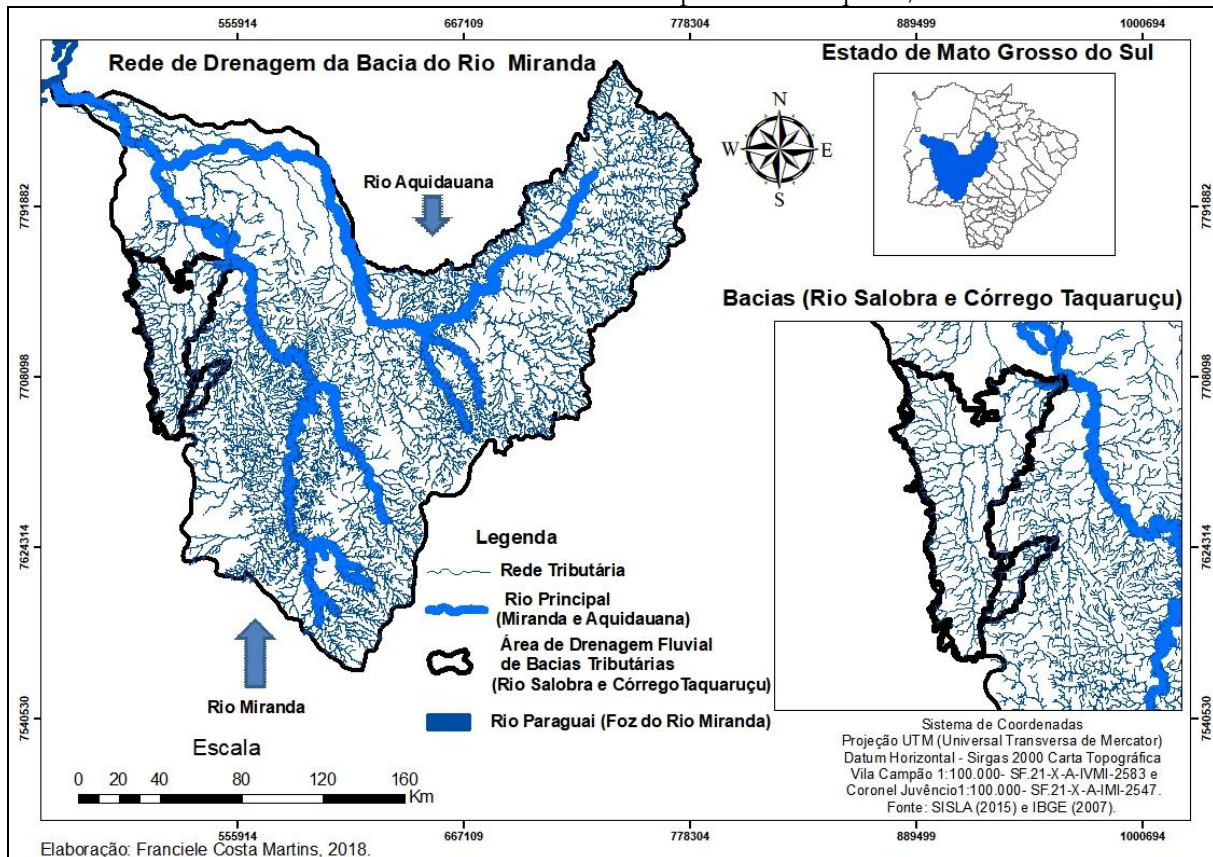 555914 667109 778304 889499 1000694
Rede de Drenagem da Bacia do Rio Miranda
Estado de Mato Grosso do Sul
N
W E
S
Rio Aquidauana
7791882 7791882
Bacias (Rio Salobra e Córrego Taquaruçu)
7708098 7708098
7624314 7624314
7540530 7540530
Legenda
Rede Tributária
Rio Principal
(Miranda e Aquidauana)
Área de Drenagem Fluvial
de Bacias Tributárias
(Rio Salobra e Córrego Taquaruçu)
Rio Paraguai (Foz do Rio Miranda)
Rio Miranda
Escala
0 20 40 80 120 160
Km
Sistema de Coordenadas
Projeção UTM (Universal Transversa de Mercator)
Datum Horizontal - Sirgas 2000 Carta Topográfica
Vila Campão 1:100.000- SF.21-X-A-IVMI-2583 e
Coronel Juvêncio1:100.000- SF.21-X-A-IMI-2547.
Fonte: SISLA (2015) e IBGE (2007).
555914 667109 778304 889499 1000694
Elaboração: Franciele Costa Martins, 2018.